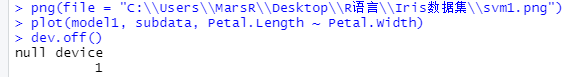 > png(file = "C:\\Users\\MarsR\\Desktop\\R语言\\Iris数据集\\svm1.png")
> plot(model1, subdata, Petal.Length ~ Petal.Width)
> dev.off()
null device
          1